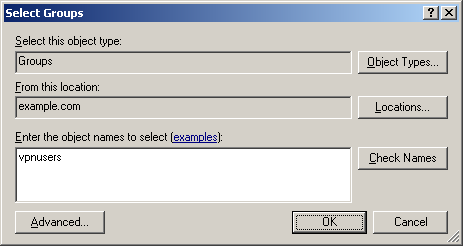 Select Groups
Select this object type:
Groups
Object Types...
From this location:
example.com
Locations...
Enter the object names to select (examples):
vpnusers
Check Names
Advanced...
OK
Cancel